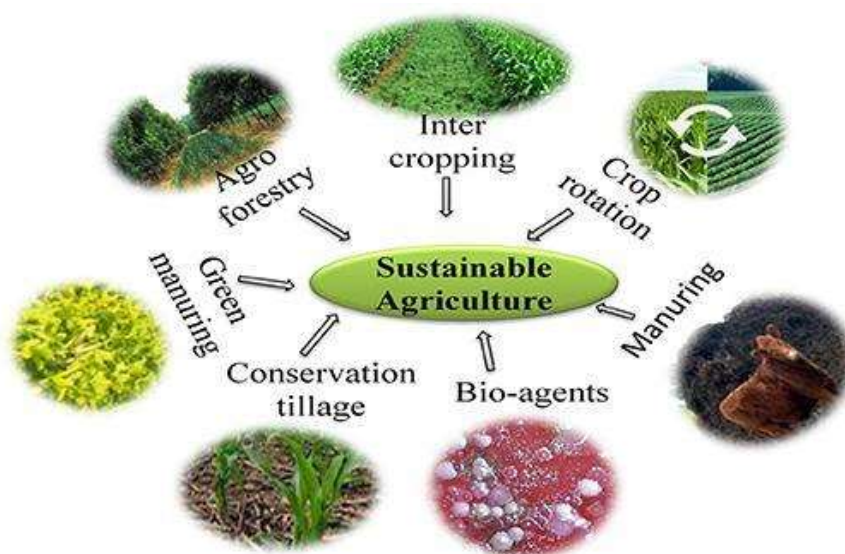 Inter
cropping
Agro
forestry
Crop
rotation
Sustainable
Agriculture
Green
manuring
Manuring
Conservation
tillage
Bio-agents